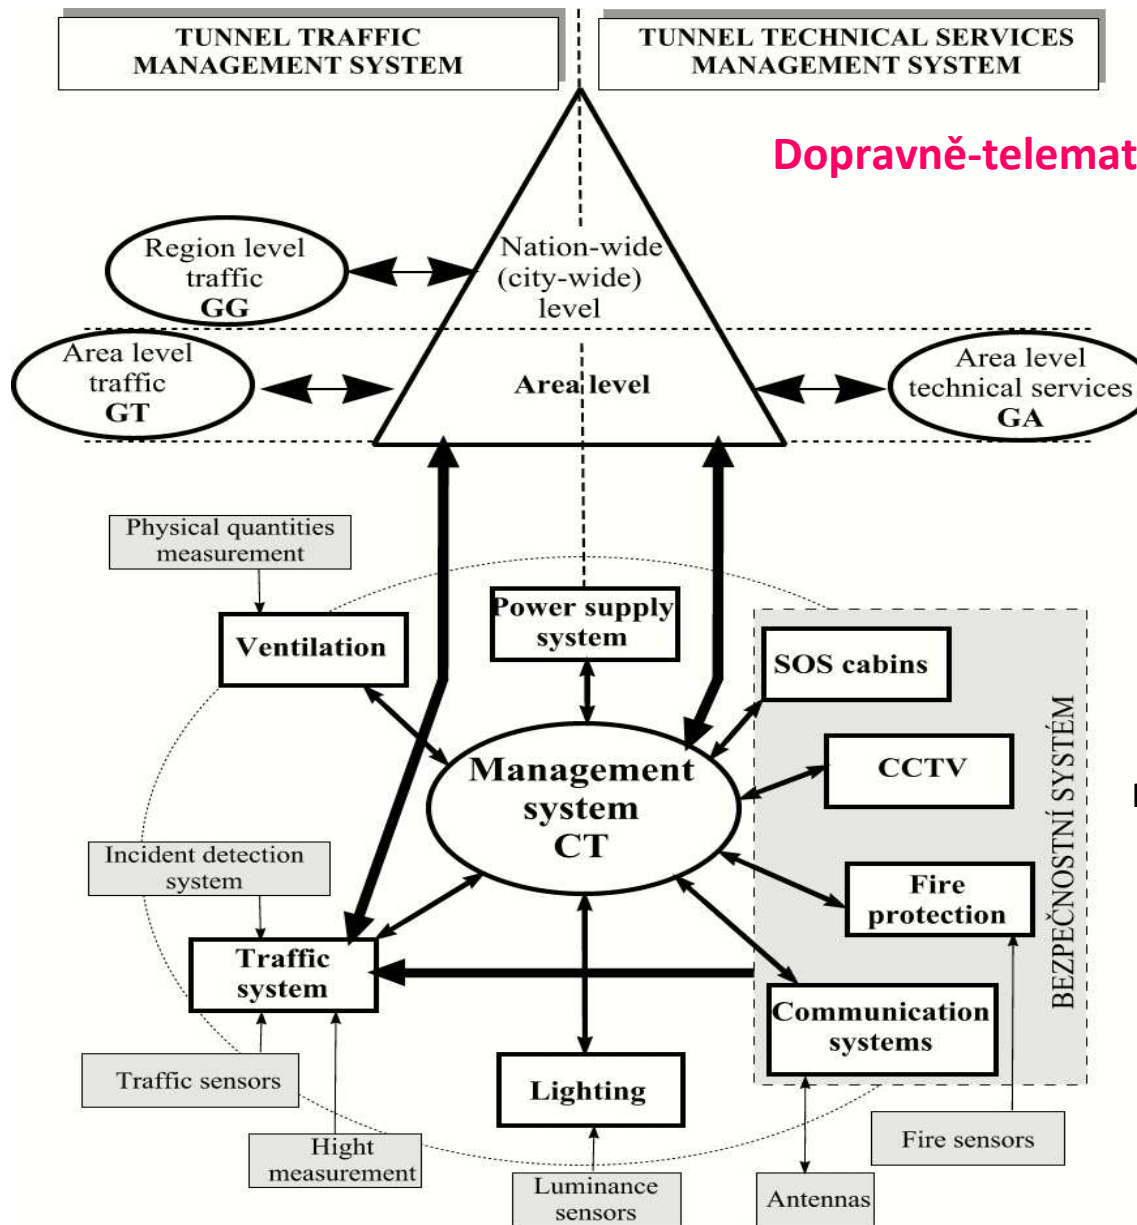 TUNNEL TRAFFIC
MANAGEMENT SYSTEM
TUNNEL TECHNICAL SERVICES
MANAGEMENT SYSTEM
Dopravně-telemat
Region level
traffic
GG
Nation-wide
(city-wide)
level
Area level
traffic
GT
Area level
Area level
technical services
GA
Physical quantities
measurement
Ventilation
Power supply
system
SOS cabins
CCTV
Management
system
CT
BEZPEČNOSTNÍ SYSTÉM
Incident detection
system
Fire
protection
Traffic
system
Communication
systems
Traffic sensors
Lighting
Hight
measurement
Fire sensors
Luminance
sensors
Antennas